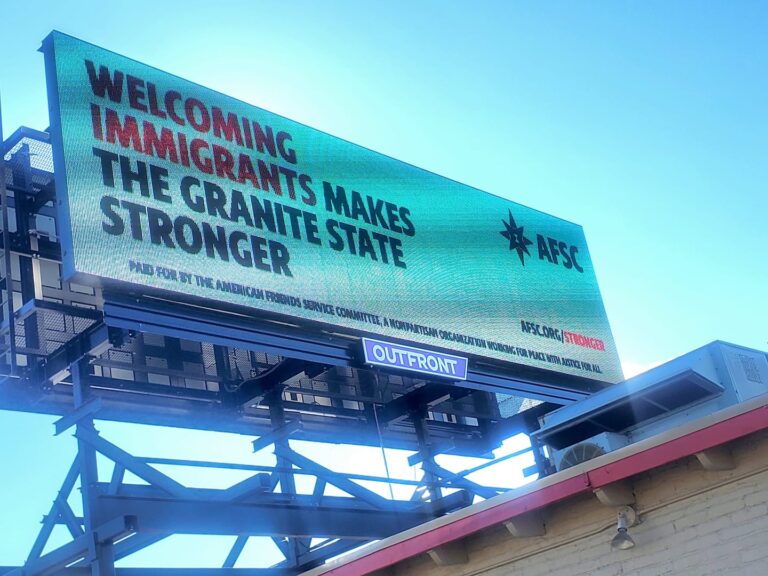 WELCOMING
IMMIGRANTS MAKES
THE GRANITE STATE
STRONGER
AFSC
AFSC.ORG/STRONGER
PAID FOR BY THE AMERICAN FRIENDS SERVICE COMMITTEE, A NONPARTISAN ORGANIZATION WORKING FOR PEACE WITH JUSTICE FOR ALL.
OUTFRONT